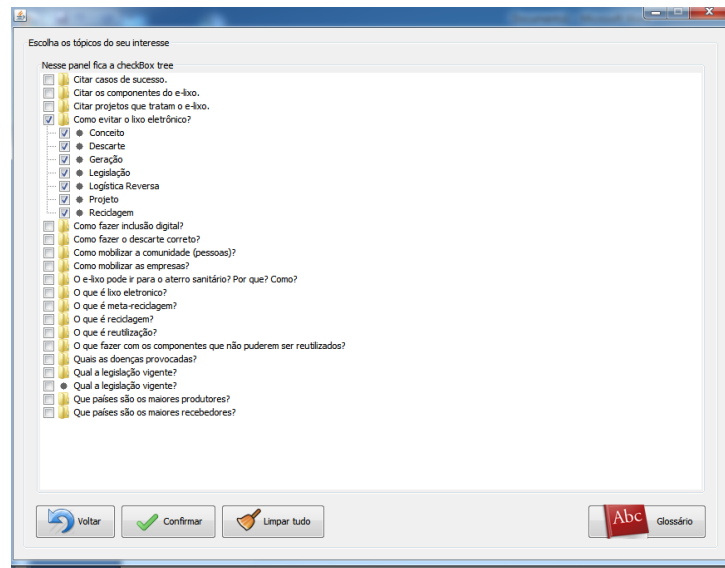 Escolha os tópicos do seu interesse
Nesse panel fica a checkBox tree
Citar casos de sucesso.
Citar os componentes do e-lixo.
Citar projetos que tratam o e-lixo.
Como evitar o lixo eletrônico?
Conceito
Descarte
Geração
Legislação
Logística Reversa
Projeto
Reciclagem
Como fazer inclusão digital?
Como fazer o descarte correto?
Como mobilizar a comunidade (pessoas)?
Como mobilizar as empresas?
O e-lixo pode ir para o aterro sanitário? Por que? Como?
O que é lixo eletronico?
O que é meta-reciclagem?
O que é reciclagem?
O que é reutilização?
O que fazer com os componentes que não puderem ser reutilizados?
Quais as doenças provocadas?
Qual a legislação vigente?
Qual a legislação vigente?
Que países são os maiores produtores?
Que países são os maiores recebedores?
Voltar
Confirmar
Limpar tudo
Abc
Glossário